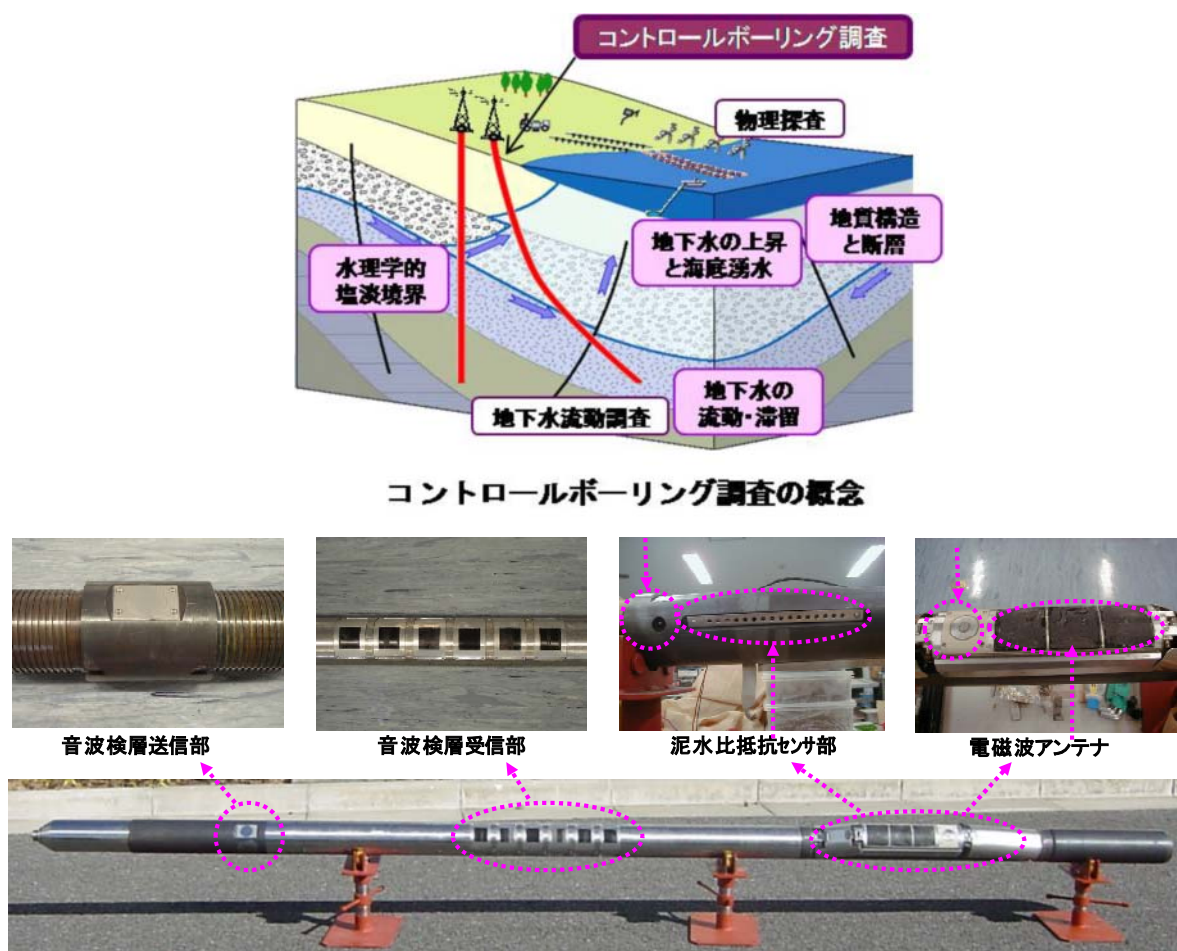 コントロールボーリング調査
物理探査
地質構造
と断層
地下水の上昇
と海底湧水
水理学的
塩淡境界
地下水の
流動・滞留
地下水流動調査
コントロールボーリング調査の概念
音波検層送信部
音波検層受信部
泥水比抵抗センサ部
電磁波アンテナ